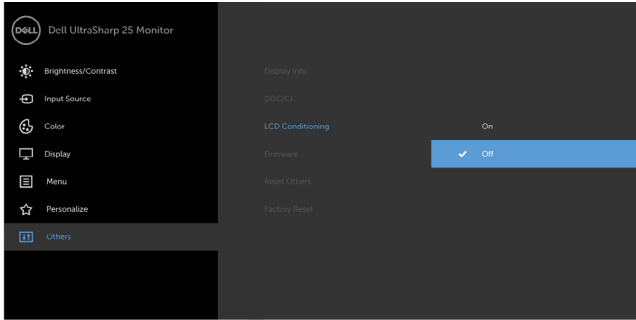 DELL Dell UltraSharp 25 Monitor
Brightness/Contrast
Display Info
Input Source
DDC/CI
Color
LCD Conditioning
On
Display
Firmware
Off
Menu
Reset Others
Personalize
Factory Reset
Others